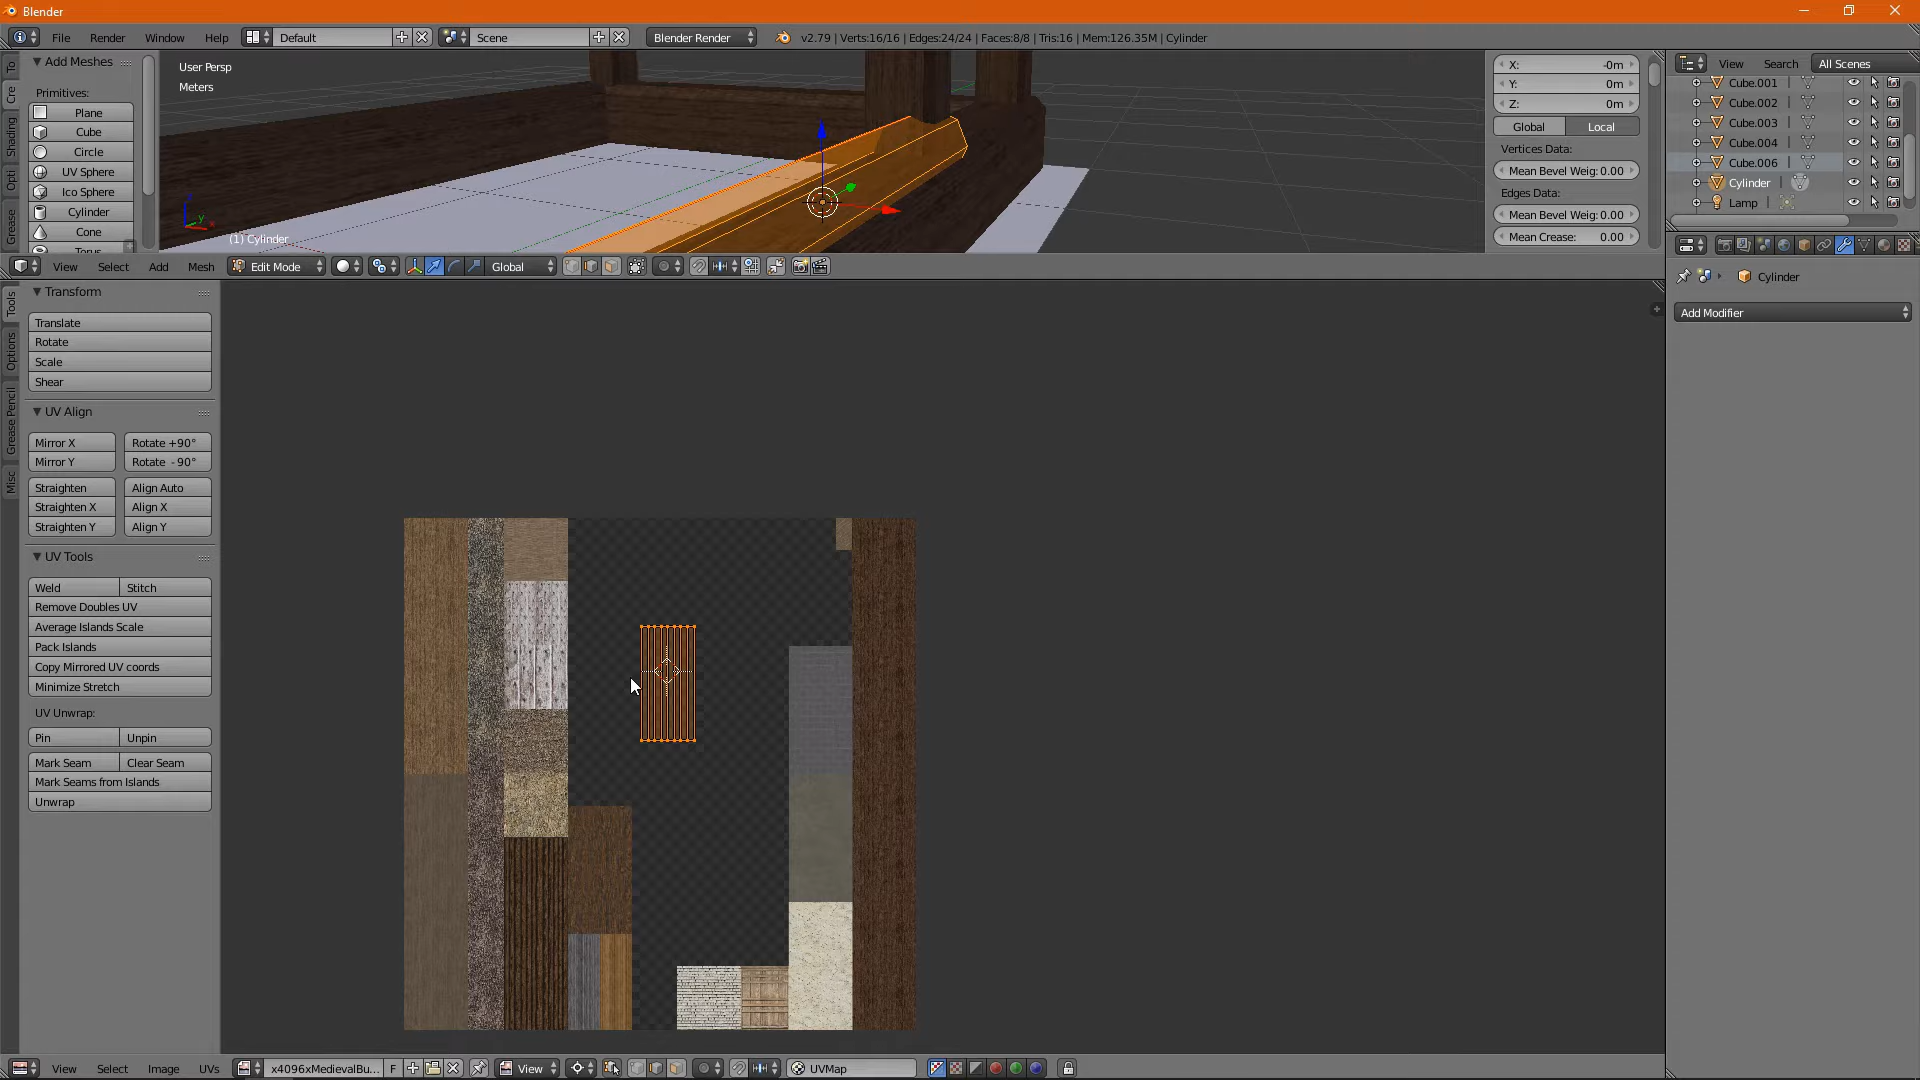 Blender
File Render Window Help Default Scene Blender Render v2.79 | Verts:16/16 | Edges:24/24 | Faces:8/8 | Tris:16 | Mem:126.35M | Cylinder
To
Cre
Shading
Opti
Grease
Add Meshes
Primitives:
Plane
Cube
Circle
UV Sphere
Ico Sphere
Cylinder
Cone
Torus
User Persp
Meters
(1) Cylinder
X: -0m
Y: 0m
Z: 0m
Global Local
Vertices Data:
Mean Bevel Weig: 0.00
Edges Data:
Mean Bevel Weig: 0.00
Mean Crease: 0.00
View Search All Scenes
Cube.001
Cube.002
Cube.003
Cube.004
Cube.006
Cylinder
Lamp
View Select Add Mesh Edit Mode Global
Cylinder
Add Modifier
Tools
Options
Grease Pencil
Misc
Transform
Translate
Rotate
Scale
Shear
UV Align
Mirror X Rotate +90°
Mirror Y Rotate -90°
Straighten Align Auto
Straighten X Align X
Straighten Y Align Y
UV Tools
Weld Stitch
Remove Doubles UV
Average Islands Scale
Pack Islands
Copy Mirrored UV coords
Minimize Stretch
UV Unwrap:
Pin Unpin
Mark Seam Clear Seam
Mark Seams from Islands
Unwrap
View Select Image UVs x4096xMedievalBu... F View UVMap